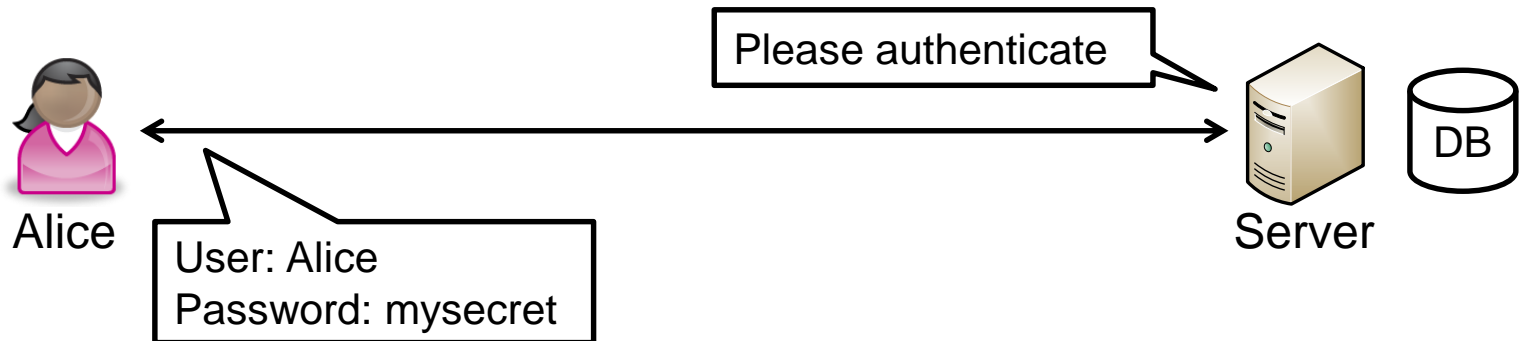 Please authenticate
DB
Alice
Server
User: Alice
Password: mysecret